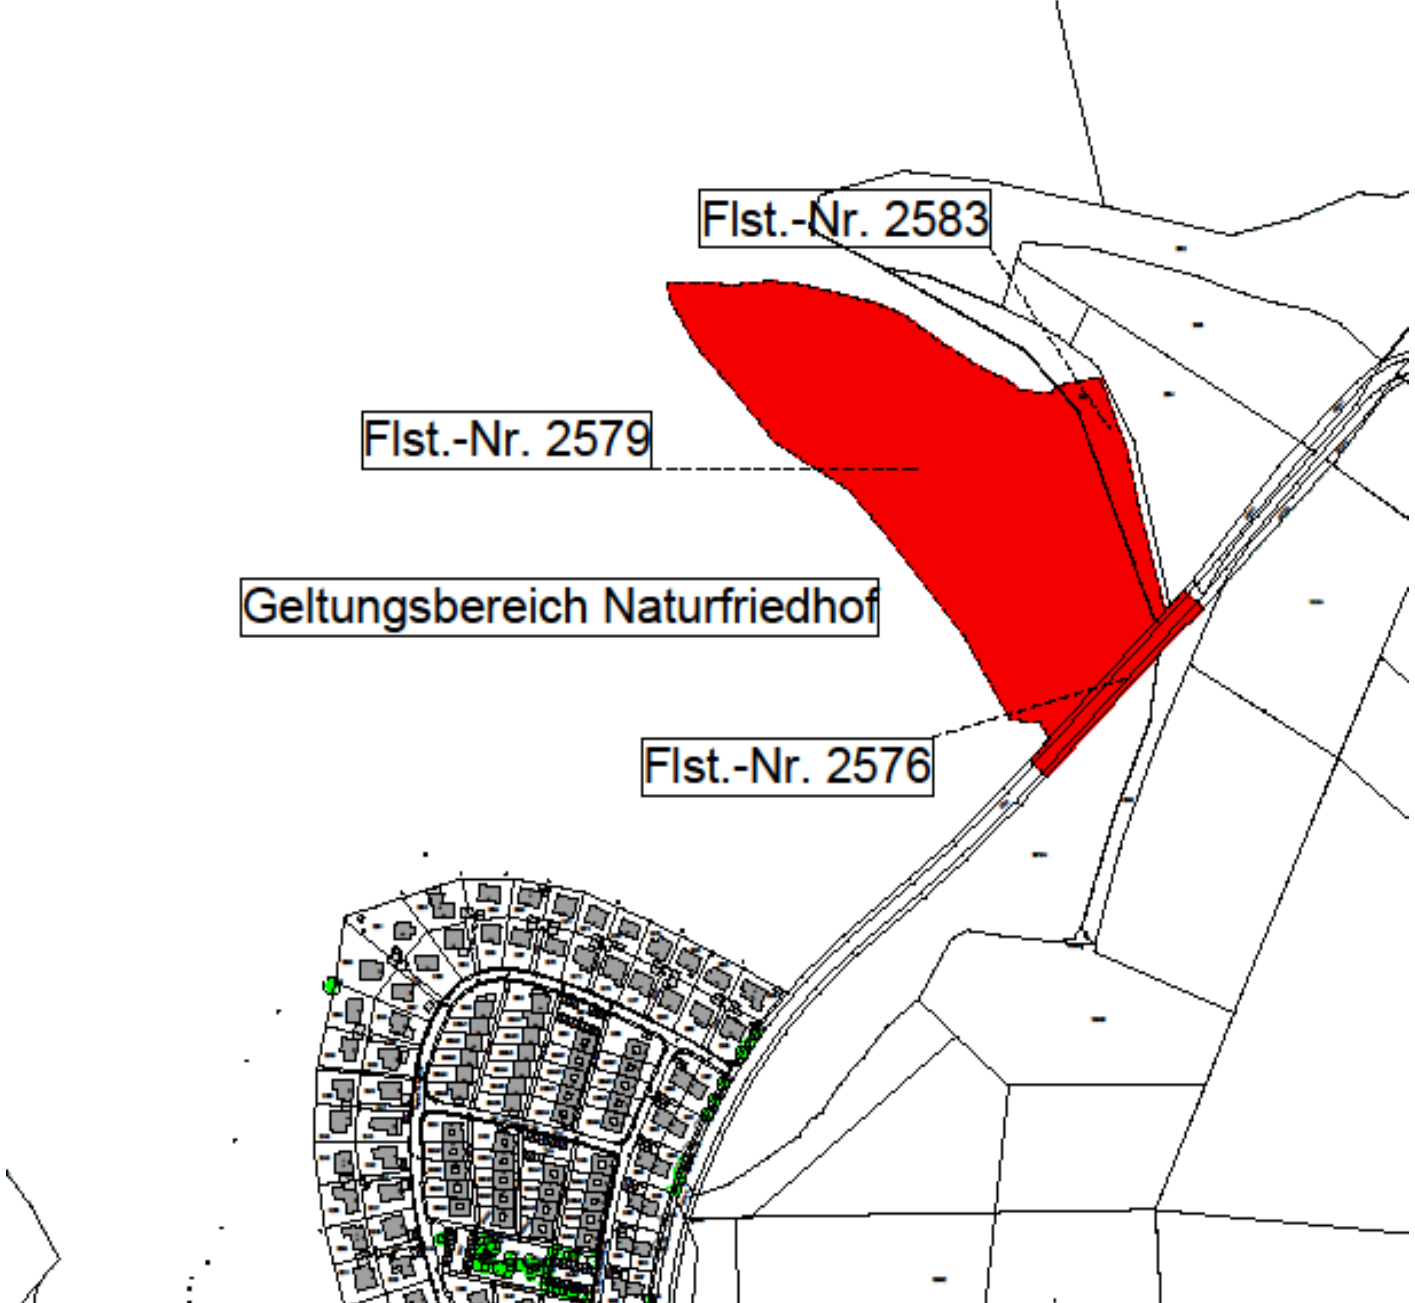 Flst.-Nr. 2583
Flst.-Nr. 2579
Geltungsbereich Naturfriedhof
Flst.-Nr. 2576